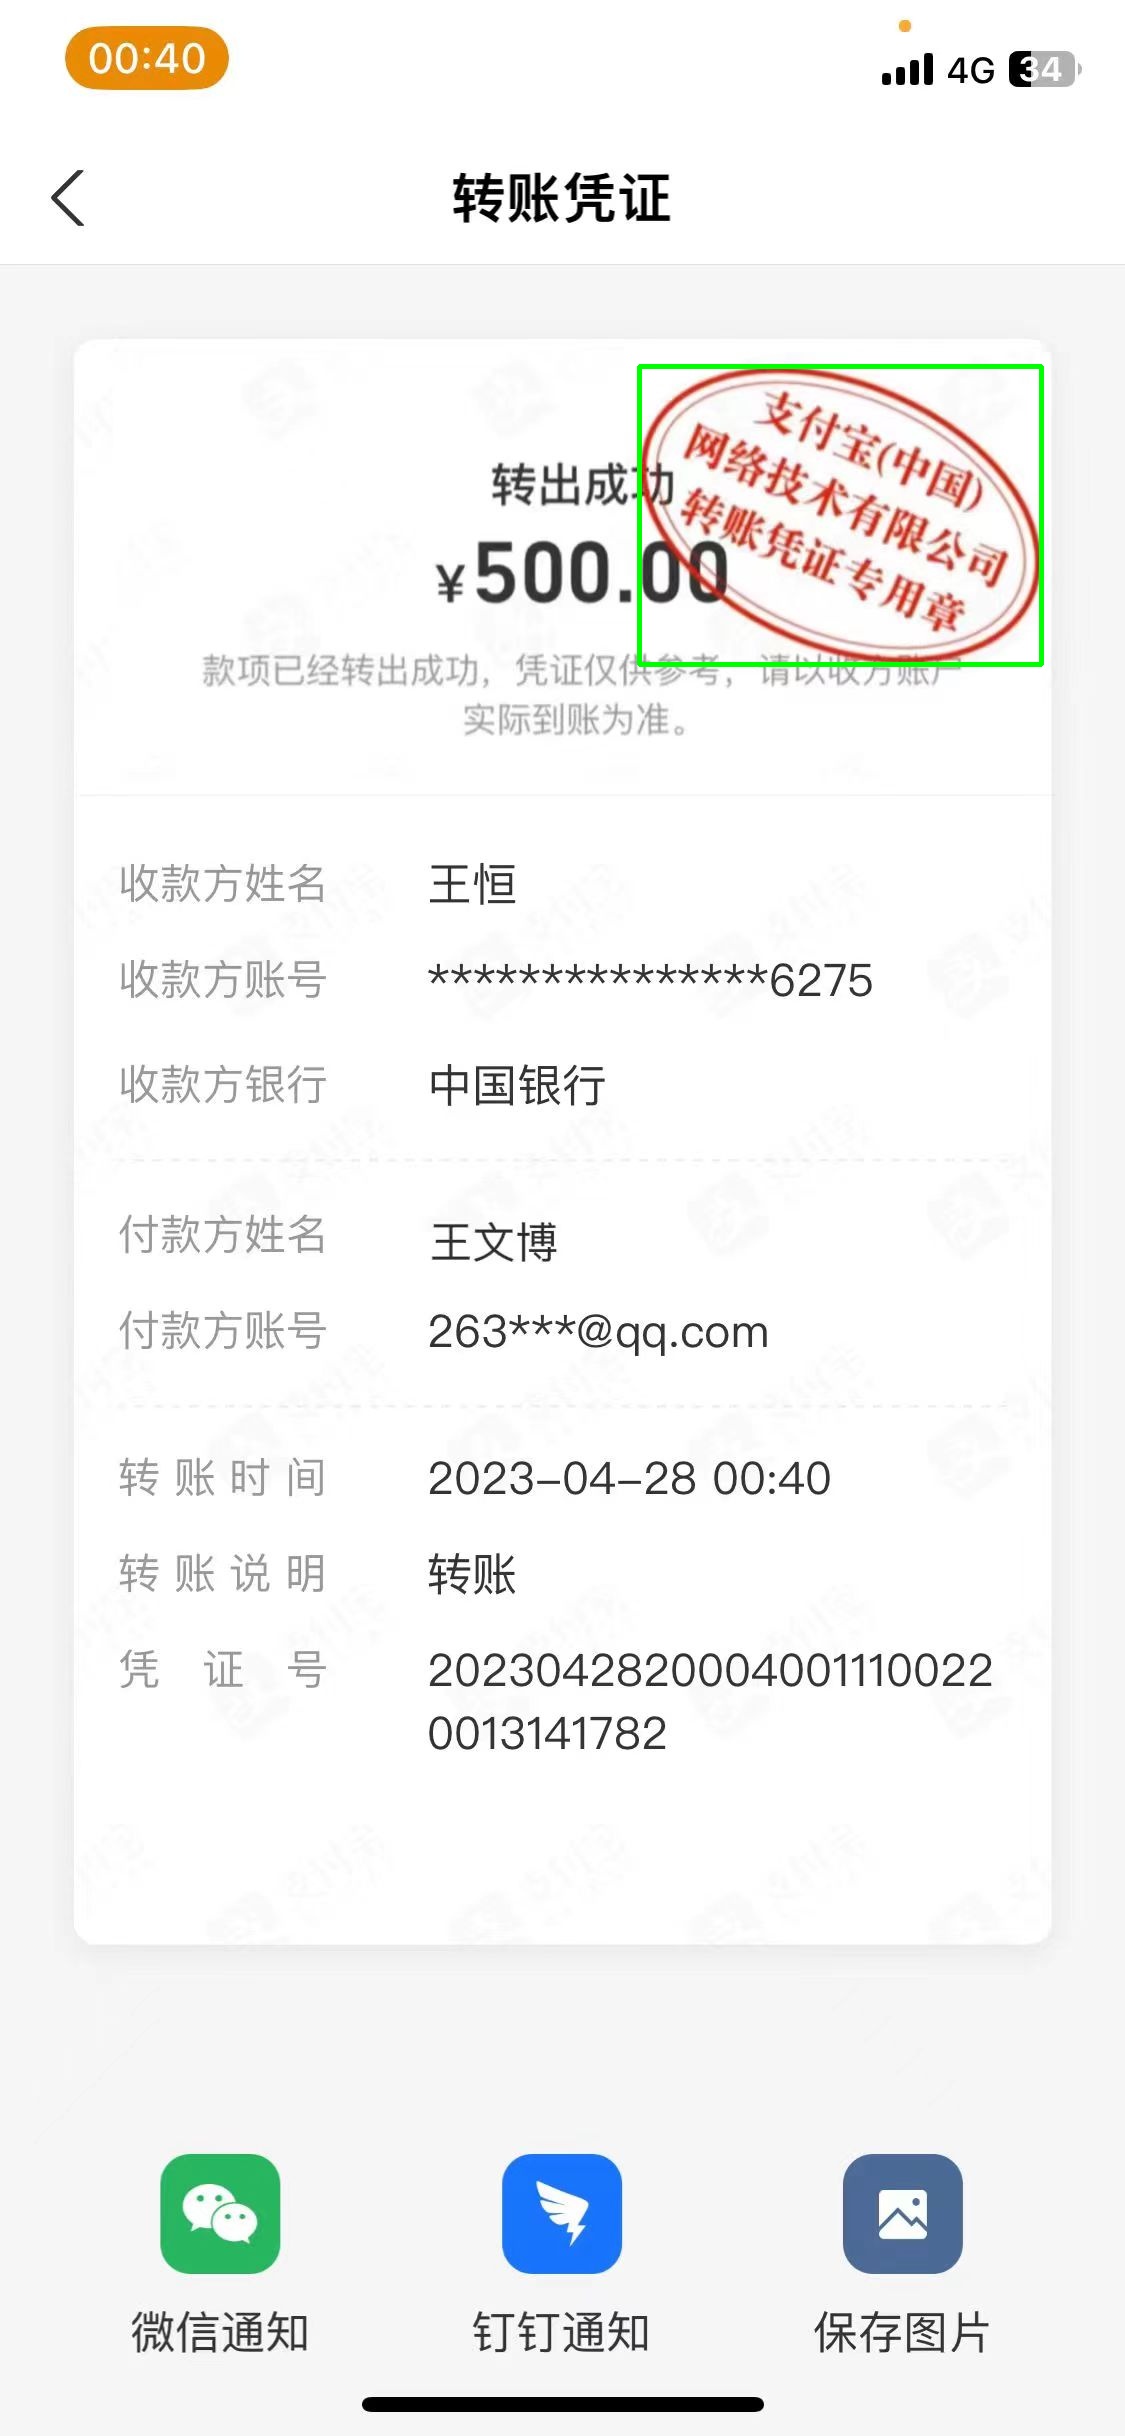 00:40
4G 34
转账凭证
支付宝(中国)
网络技术有限公司
转账凭证专用章
转出成功
¥500.00
款项已经转出成功，凭证仅供参考，请以收方账户
实际到账为准。
收款方姓名 王恒
收款方账号 ***************6275
收款方银行 中国银行
付款方姓名 王文博
付款方账号 263***@qq.com
转账时间 2023-04-28 00:40
转账说明 转账
凭证号 20230428200040011100220013141782
微信通知 钉钉通知 保存图片